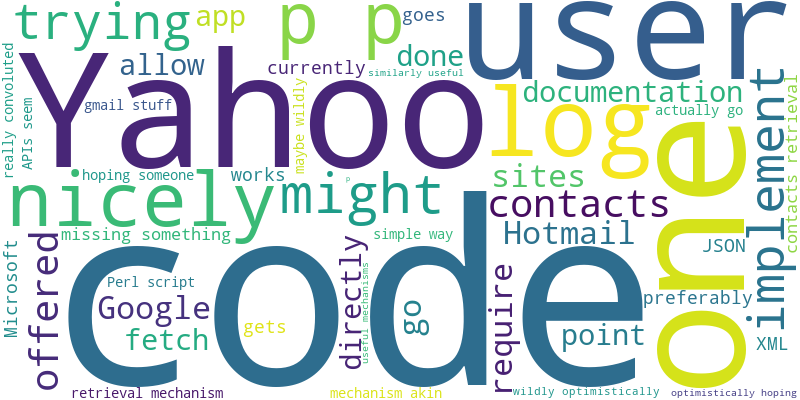 trying
app
p p
goes
user
Yahoo
allow
currently
done
similarly useful
gmail stuff
maybe wildly
log
documentation
actually go
really convoluted
APIs seem
hoping someone
works
sites
contacts retrieval
nicely
might
p
contacts
one
implement
missing something
simple way
Hotmail
JSON
Microsoft
offered
code
Perl script
Google
directly
useful mechanisms
go
require
preferably
fetch
gets
point
XML
retrieval mechanism
mechanism akin
wildly optimistically
optimistically hoping